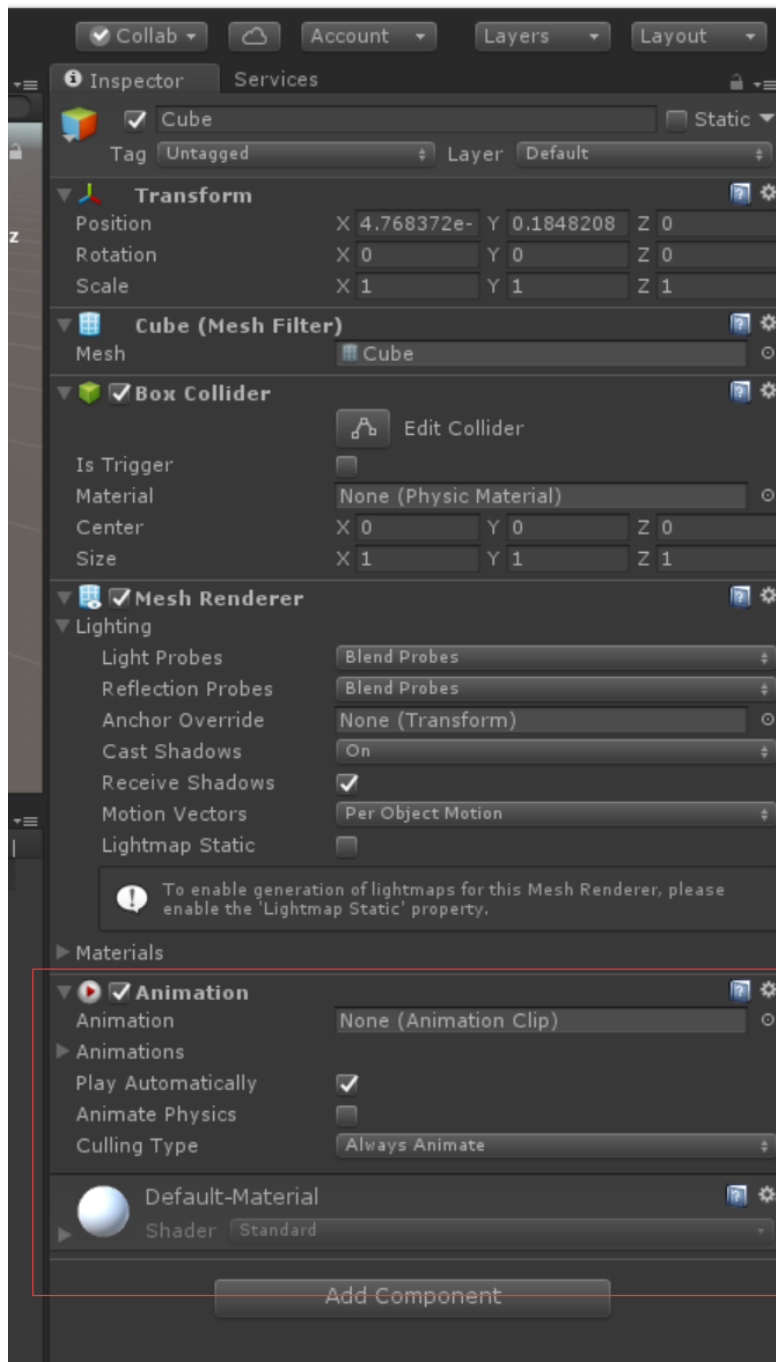 Collab Account Layers Layout
Inspector Services
Cube Static
Tag Untagged Layer Default
Transform
z
Position X 4.768372e- Y 0.1848208 Z 0
Rotation X 0 Y 0 Z 0
Scale X 1 Y 1 Z 1
Cube (Mesh Filter)
Mesh Cube
Box Collider
Edit Collider
Is Trigger
Material None (Physic Material)
Center X 0 Y 0 Z 0
Size X 1 Y 1 Z 1
Mesh Renderer
Lighting
Light Probes Blend Probes
Reflection Probes Blend Probes
Anchor Override None (Transform)
Cast Shadows On
Receive Shadows
Motion Vectors Per Object Motion
Lightmap Static
To enable generation of lightmaps for this Mesh Renderer, please
enable the 'Lightmap Static' property.
Materials
Animation
Animation None (Animation Clip)
Animations
Play Automatically
Animate Physics
Culling Type Always Animate
Default-Material
Shader Standard
Add Component